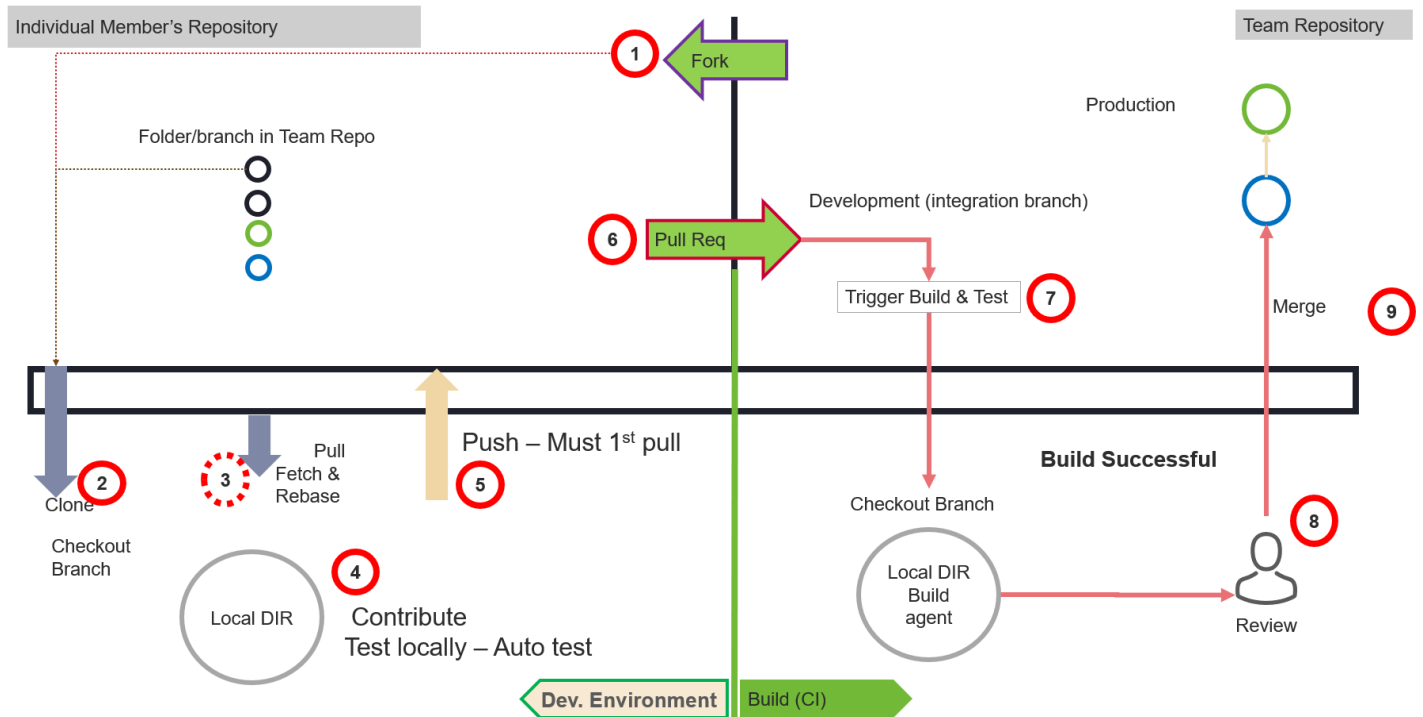 Individual Member's Repository
Team Repository
1
Fork
Production
Folder/branch in Team Repo
Development (integration branch)
6
Pull Req
Trigger Build & Test
7
Merge
9
Push – Must 1st pull
Pull
Fetch &
Rebase
Build Successful
2
3
5
Clone
Checkout Branch
8
Checkout
Branch
4
Local DIR
Build
agent
Local DIR
Contribute
Test locally – Auto test
Review
Dev. Environment
Build (CI)